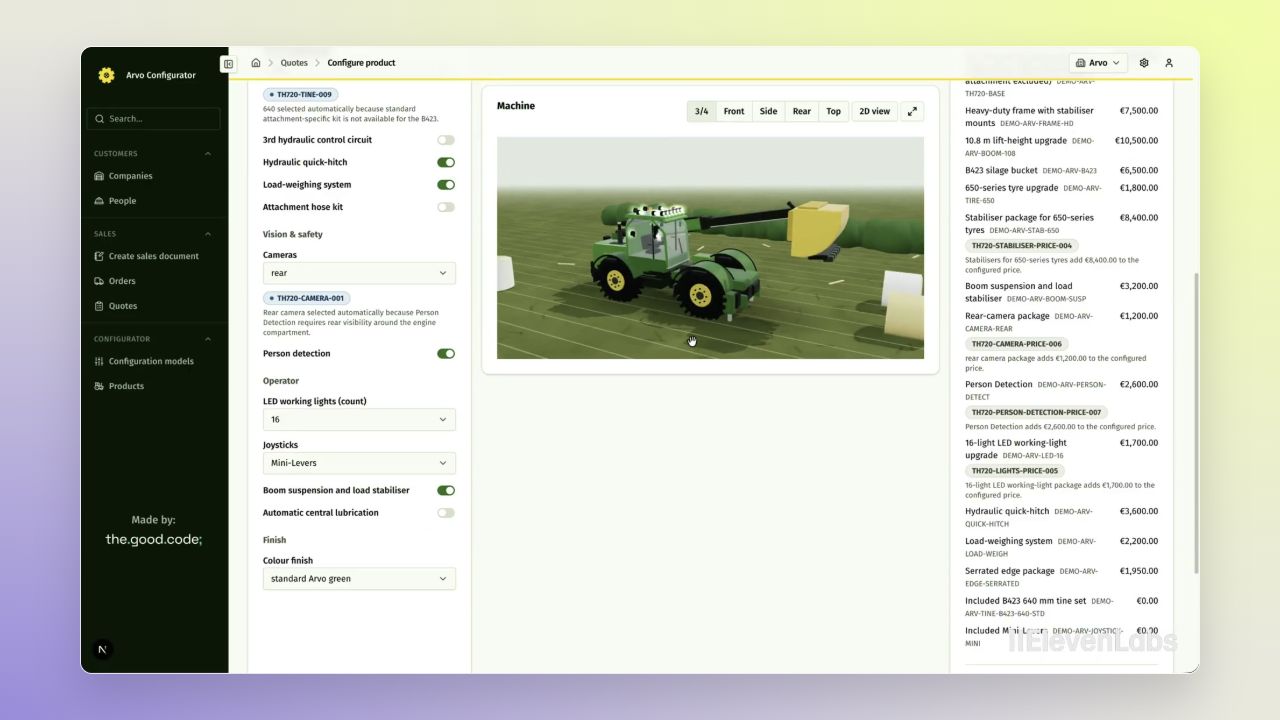 Arvo Configurator
Search...
CUSTOMERS
Companies
People
SALES
Create sales document
Orders
Quotes
CONFIGURATOR
Configuration models
Products
Made by:
the.good.code;
N
Quotes
Configure product
Arvo
TH720-TINE-009
640 selected automatically because standard
attachment-specific kit is not available for the B423.
3rd hydraulic control circuit
Hydraulic quick-hitch
Load-weighing system
Attachment hose kit
Vision & safety
Cameras
rear
TH720-CAMERA-001
Rear camera selected automatically because Person
Detection requires rear visibility around the engine
compartment.
Person detection
Operator
LED working lights (count)
16
Joysticks
Mini-Levers
Boom suspension and load stabiliser
Automatic central lubrication
Finish
Colour finish
standard Arvo green
Machine
3/4 Front Side Rear Top 2D view
attachment excluded) DEMO-ARV-
TH720-BASE
Heavy-duty frame with stabiliser €7,500.00
mounts DEMO-ARV-FRAME-HD
10.8 m lift-height upgrade DEMO- €10,500.00
ARV-BOOM-108
B423 silage bucket DEMO-ARV-B423 €6,500.00
650-series tyre upgrade DEMO-ARV- €1,800.00
TIRE-650
Stabiliser package for 650-series €8,400.00
tyres DEMO-ARV-STAB-650
TH720-STABILISER-PRICE-004
Stabilisers for 650-series tyres add €8,400.00 to the
configured price.
Boom suspension and load €3,200.00
stabiliser DEMO-ARV-BOOM-SUSP
Rear-camera package DEMO-ARV- €1,200.00
CAMERA-REAR
TH720-CAMERA-PRICE-006
rear camera package adds €1,200.00 to the configured
price.
Person Detection DEMO-ARV-PERSON- €2,600.00
DETECT
TH720-PERSON-DETECTION-PRICE-007
Person Detection adds €2,600.00 to the configured price.
16-light LED working-light €1,700.00
upgrade DEMO-ARV-LED-16
TH720-LIGHTS-PRICE-005
16-light LED working-light package adds €1,700.00 to the
configured price.
Hydraulic quick-hitch DEMO-ARV- €3,600.00
QUICK-HITCH
Load-weighing system DEMO-ARV- €2,200.00
LOAD-WEIGH
Serrated edge package DEMO-ARV- €1,950.00
EDGE-SERRATED
Included B423 640 mm tine set DEMO- €0.00
ARV-TINE-B423-640-STD
Included Mini-Levers DEMO-ARV-JOYSTICK- €0.00
MINI
IIElevenLabs